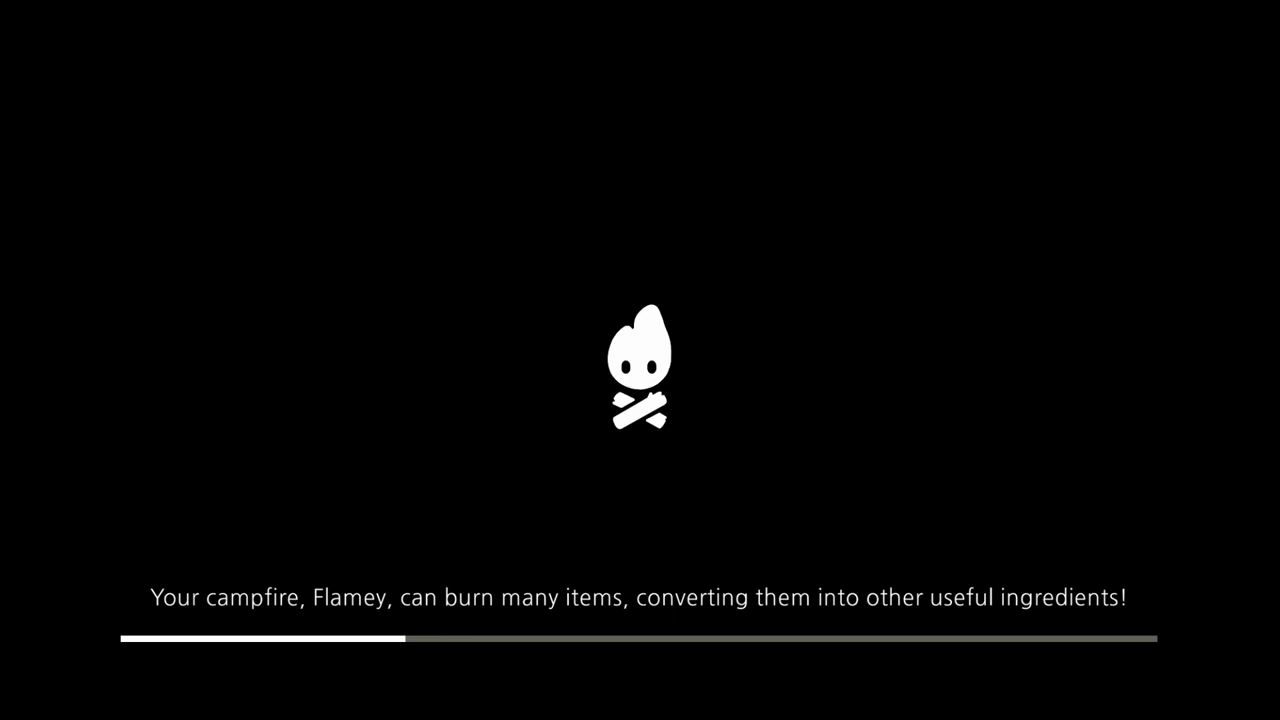 Your campfire, Flamey, can burn many items, converting them into other useful ingredients!